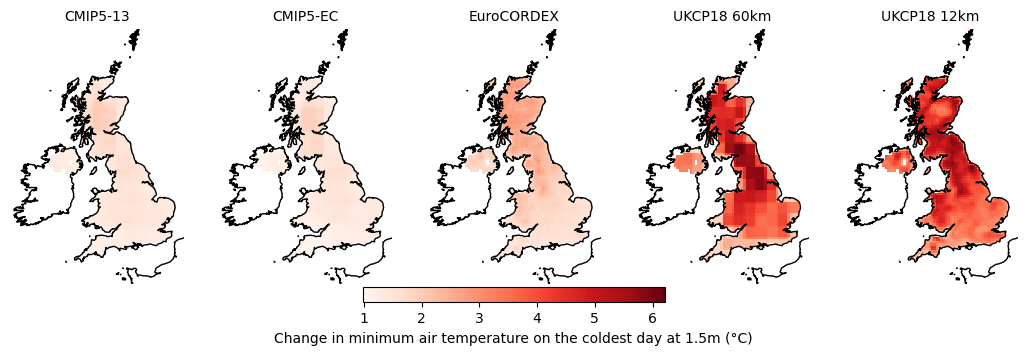 CMIP5-13 CMIP5-EC EuroCORDEX UKCP18 60km UKCP18 12km
1 2 3 4 5 6
Change in minimum air temperature on the coldest day at 1.5m (°C)